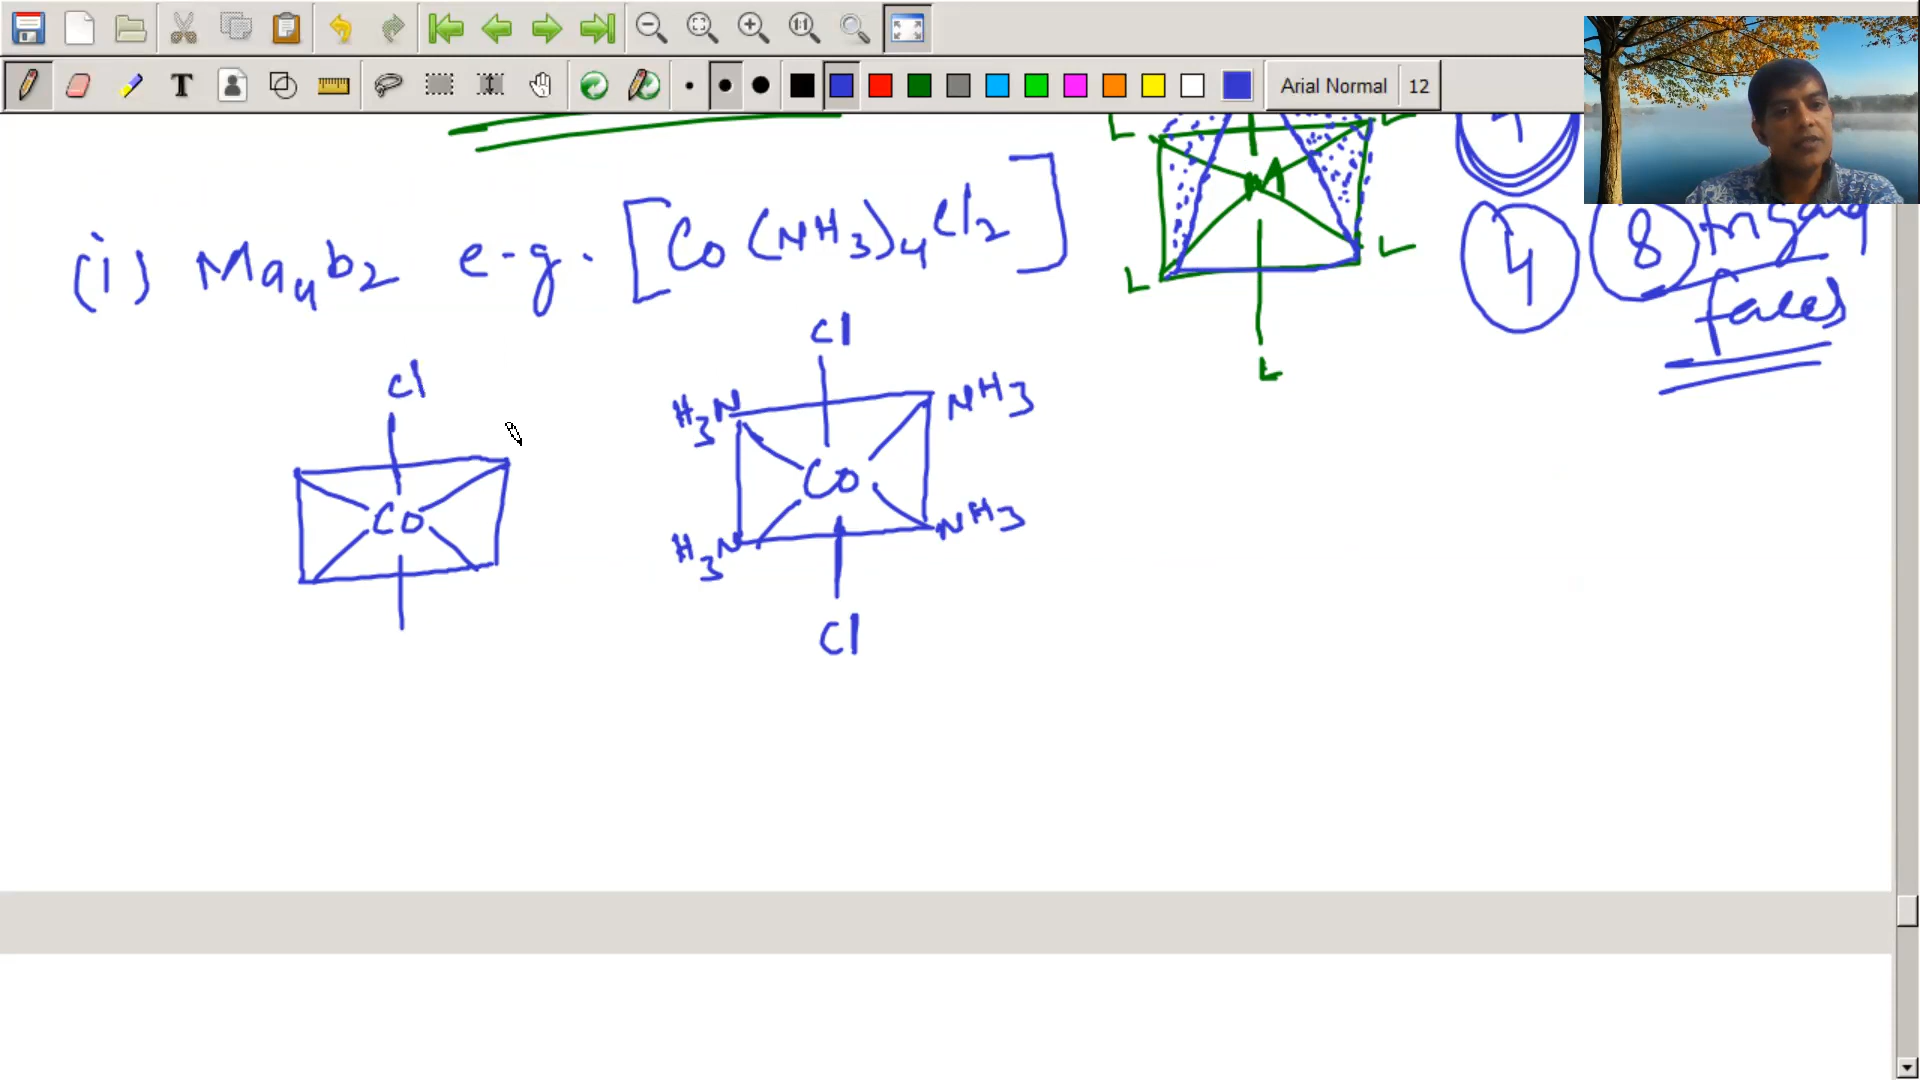 Arial Normal 12
(i) Ma4b2 e-g. [Co(NH3)4Cl2]
L
L
M
L
L
L
4
8
faces
Cl
Co
Cl
H3N
NH3
Co
H3N
NH3
Cl